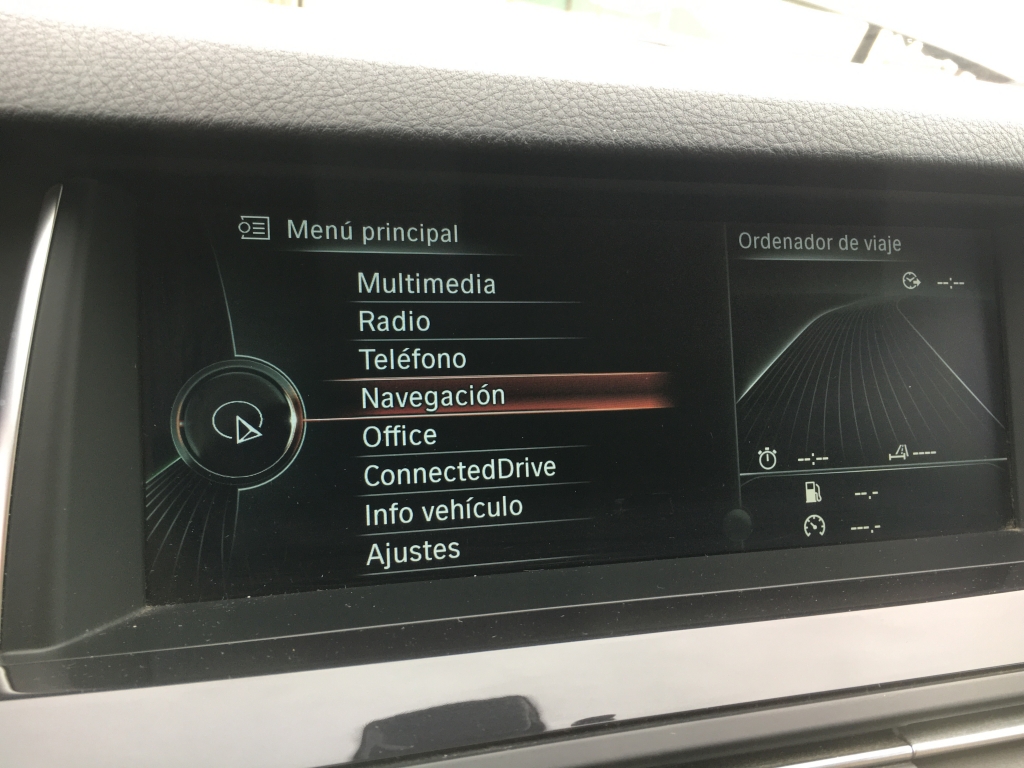 Menú principal
Multimedia
Radio
Teléfono
Navegación
Office
ConnectedDrive
Info vehículo
Ajustes
Ordenador de viaje
--:--
--:--
----
--.-
---.-